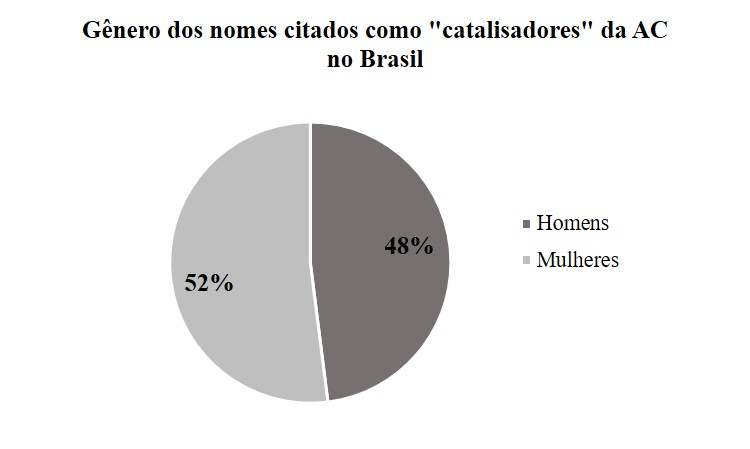 Gênero dos nomes citados como "catalisadores" da AC
no Brasil
48%
52%
Homens
Mulheres